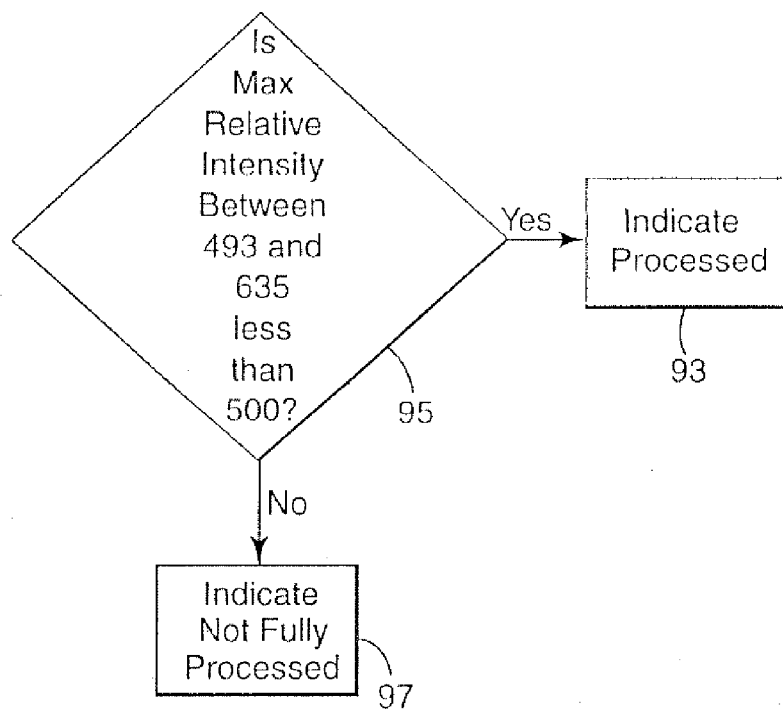 Is
Max
Relative
Intensity
Between
493 and
635
less
than
500?
Yes
Indicate
Processed
93
95
No
Indicate
Not Fully
Processed
97